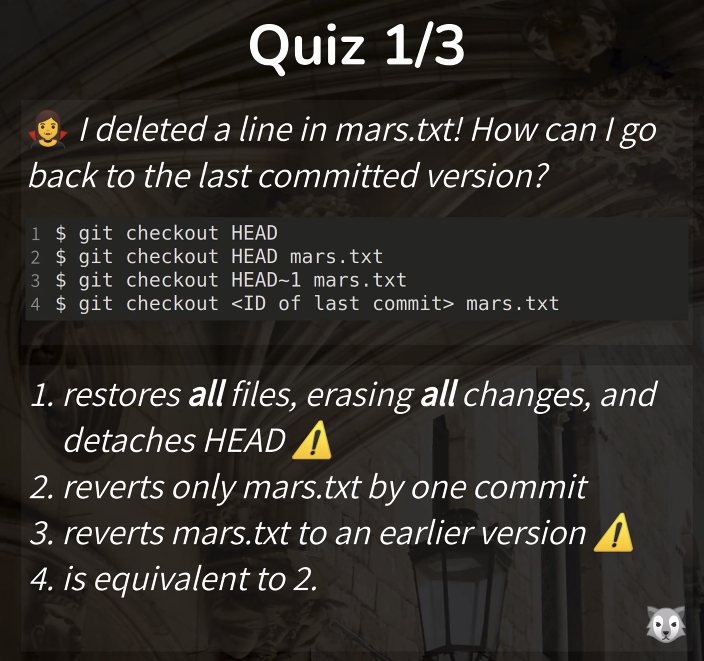 Quiz 1/3
I deleted a line in mars.txt! How can I go
back to the last committed version?
1 $ git checkout HEAD
2 $ git checkout HEAD mars.txt
3 $ git checkout HEAD~1 mars.txt
4 $ git checkout <ID of last commit> mars.txt
1. restores all files, erasing all changes, and
detaches HEAD ⚠️
2. reverts only mars.txt by one commit
3. reverts mars.txt to an earlier version ⚠️
4. is equivalent to 2.